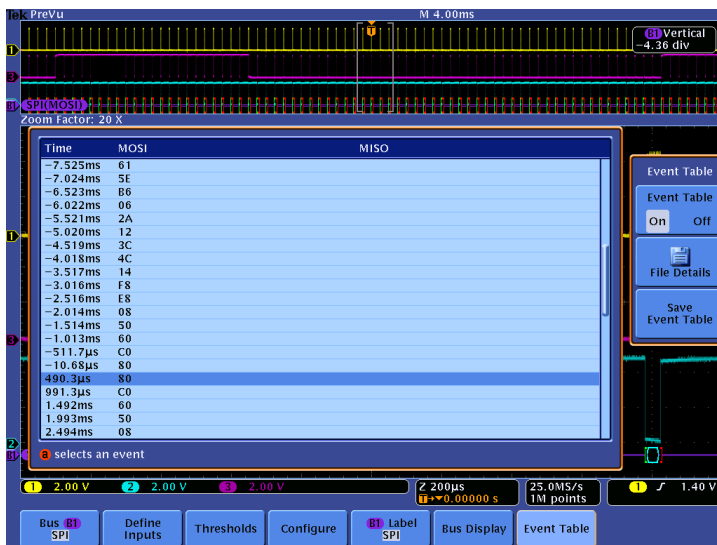 Tek PreVu M 4.00ms
B1 Vertical
-4.36 div
1
3
B1 SPI(MOSI)
Zoom Factor: 20 X
Time MOSI MISO
-7.525ms 61
-7.024ms 5E
-6.523ms B6
-6.022ms 06
-5.521ms 2A
-5.020ms 12
-4.519ms 3C
-4.018ms 4C
-3.517ms 14
-3.016ms F8
-2.516ms E8
-2.014ms 08
-1.514ms 50
-1.013ms 60
-511.7µs C0
-10.68µs 80
490.3µs 80
991.3µs C0
1.492ms 60
1.993ms 50
2.494ms 08
a selects an event
Event Table
Event Table
On Off
File Details
Save
Event Table
1
3
2
B1
1 2.00 V 2 2.00 V 3 2.00 V
Z 200µs
T→▼0.00000 s
25.0MS/s
1M points
1 1.40 V
Bus B1
SPI
Define
Inputs
Thresholds
Configure
B1 Label
SPI
Bus Display
Event Table